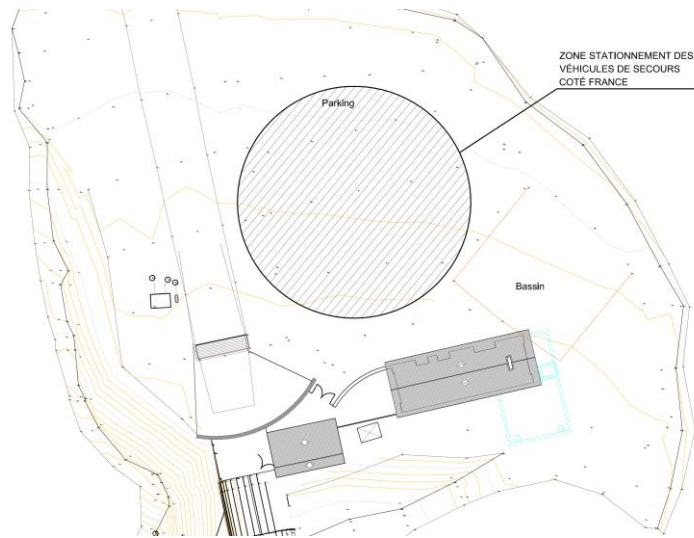 ZONE STATIONNEMENT DES
VÉHICULES DE SECOURS
COTÉ FRANCE
Parking
Bassin